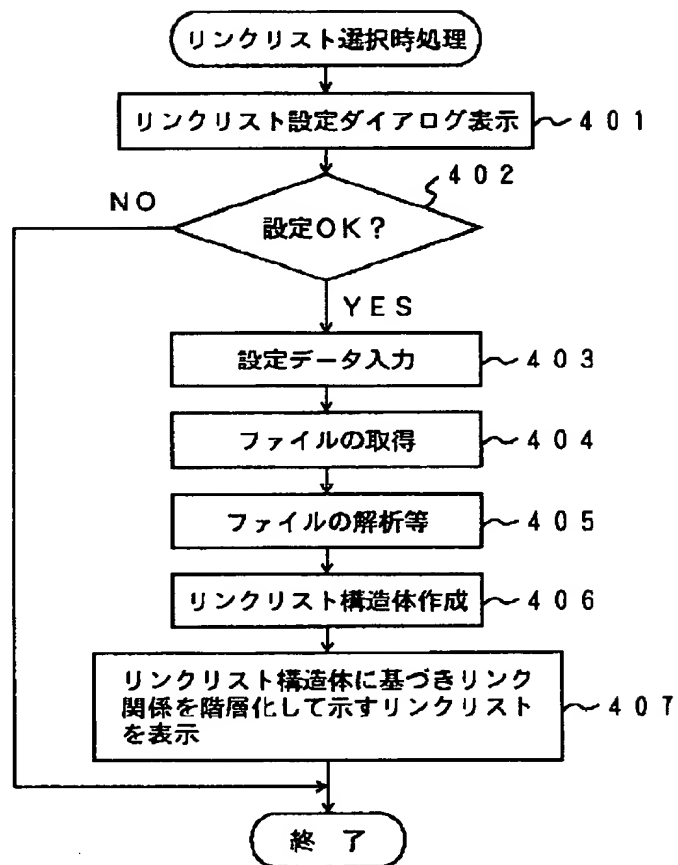 リンクリスト選択時処理
リンクリスト設定ダイアログ表示
401
402
NO
設定OK?
YES
設定データ入力
403
ファイルの取得
404
ファイルの解析等
405
リンクリスト構造体作成
406
リンクリスト構造体に基づきリンク
関係を階層化して示すリンクリスト
を表示
407
終了